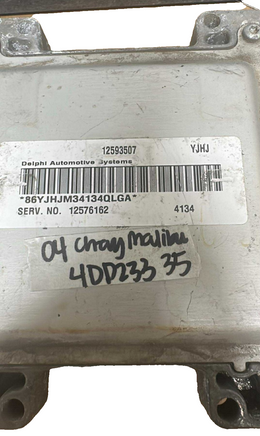 12593507 YJHJ
Delphi Automotive Systems
*86YJHJM34134QLGA*
SERV. NO. 12576162 4134
04 Chevy Malibu
4DD233 35